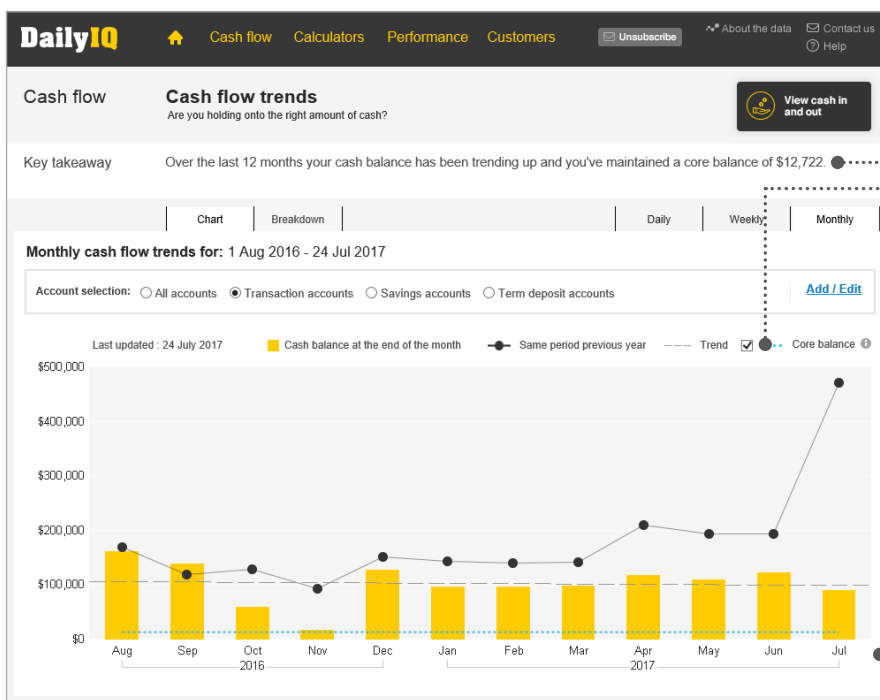 DailyIQ
Cash flow Calculators Performance Customers
Unsubscribe
About the data
Contact us
Help
Cash flow
Cash flow trends
Are you holding onto the right amount of cash?
View cash in
and out
Key takeaway
Over the last 12 months your cash balance has been trending up and you've maintained a core balance of $12,722.
Chart Breakdown Daily Weekly Monthly
Monthly cash flow trends for: 1 Aug 2016 - 24 Jul 2017
Account selection: All accounts Transaction accounts Savings accounts Term deposit accounts Add / Edit
Last updated : 24 July 2017 Cash balance at the end of the month Same period previous year Trend Core balance
$500,000
$400,000
$300,000
$200,000
$100,000
$0
Aug Sep Oct Nov Dec Jan Feb Mar Apr May Jun Jul
2016 2017